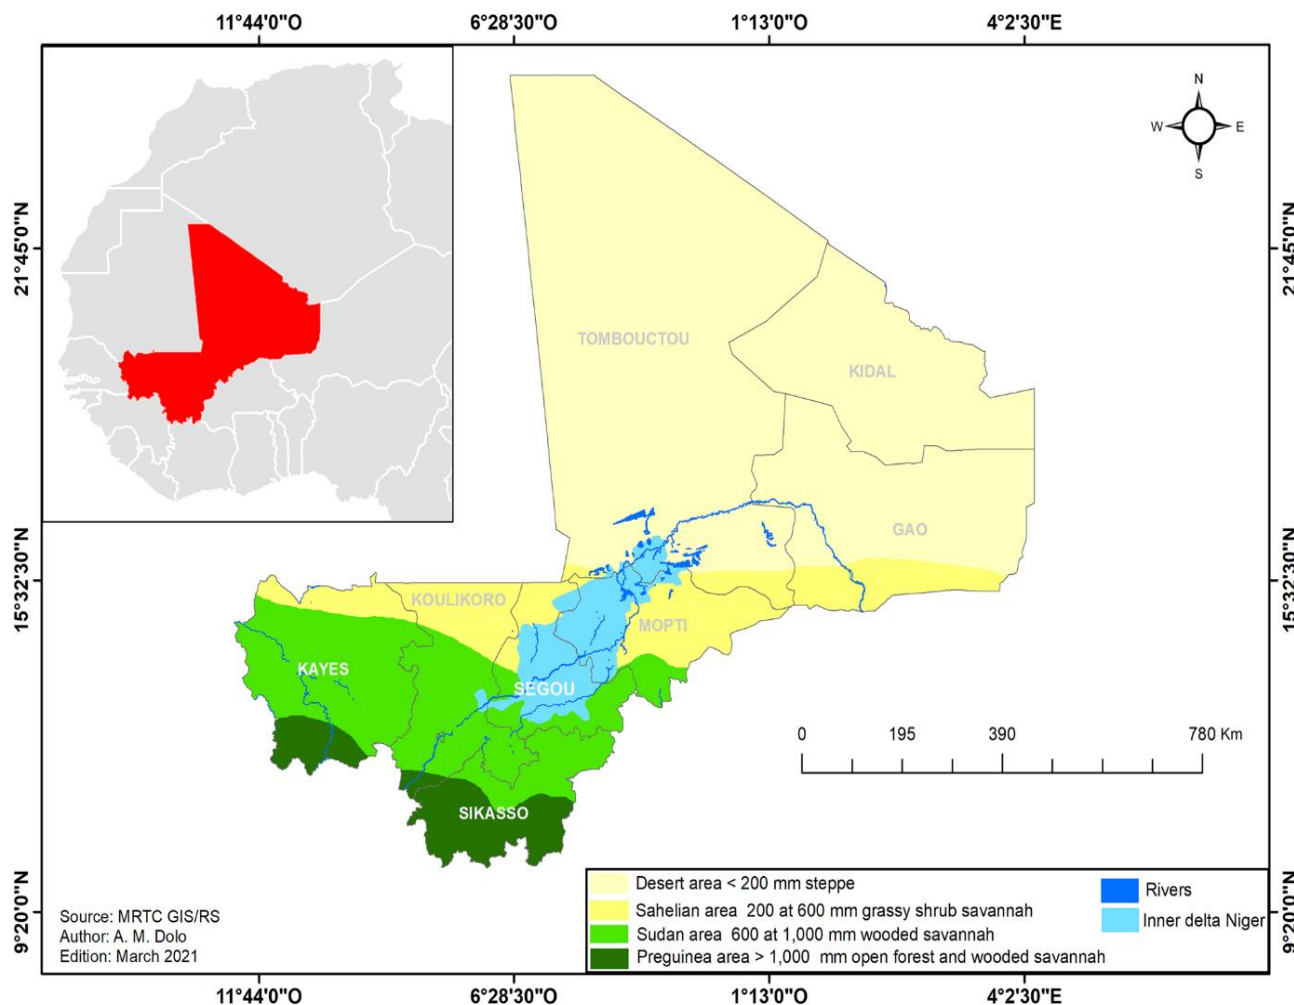 11°44'0"O 6°28'30"O 1°13'0"O 4°2'30"E
N
W E
S
21°45'0"N 21°45'0"N
TOMBOUCTOU
KIDAL
GAO
15°32'30"N 15°32'30"N
KOULIKORO
MOPTI
KAYES
SEGOU
0 195 390 780 Km
SIKASSO
Desert area < 200 mm steppe
Sahelian area 200 at 600 mm grassy shrub savannah
Sudan area 600 at 1,000 mm wooded savannah
Preguinea area > 1,000 mm open forest and wooded savannah
Rivers
Inner delta Niger
9°20'0"N 9°20'0"N
Source: MRTC GIS/RS
Author: A. M. Dolo
Edition: March 2021
11°44'0"O 6°28'30"O 1°13'0"O 4°2'30"E